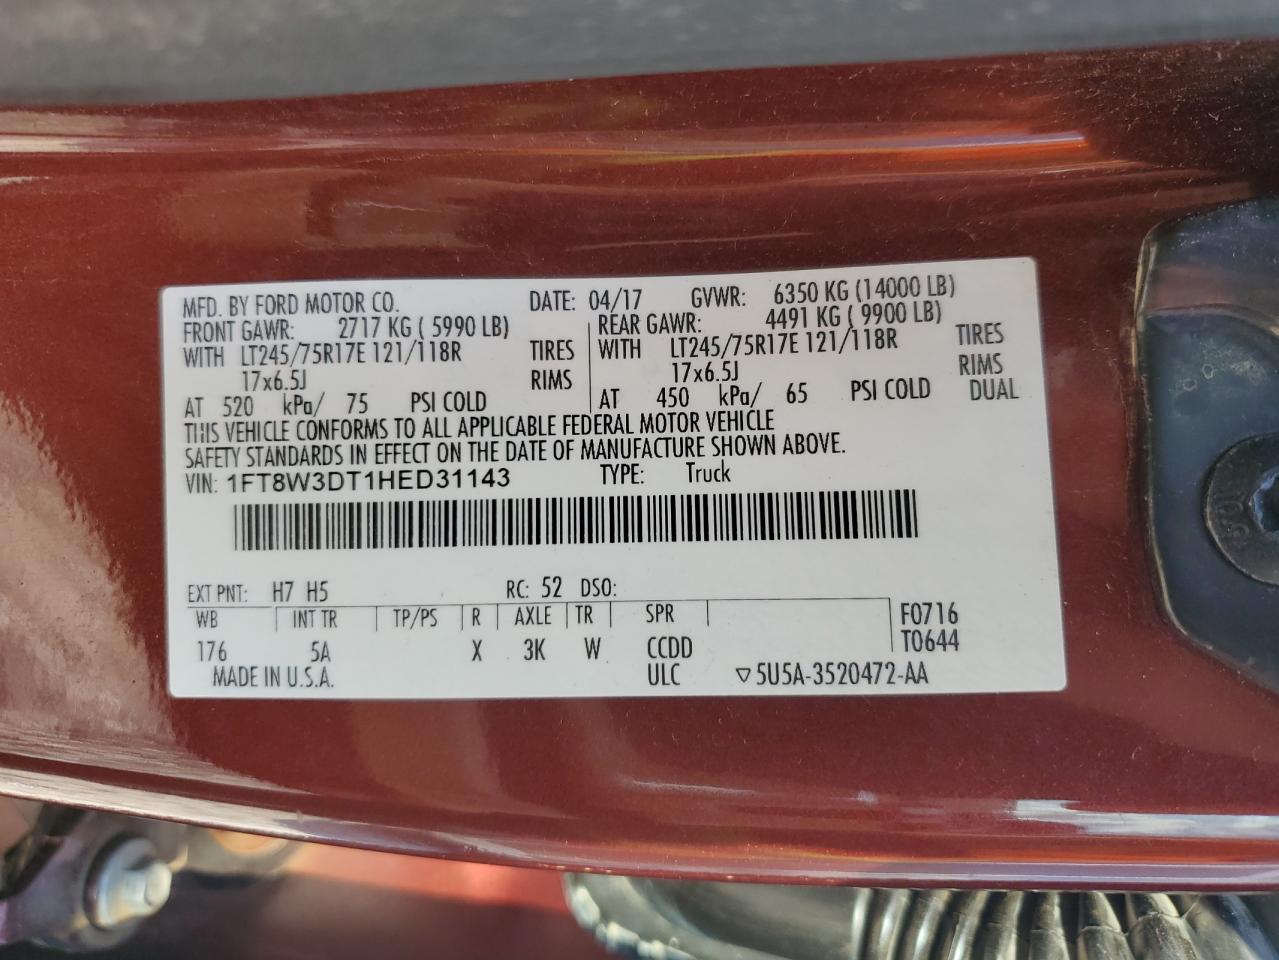 MFD. BY FORD MOTOR CO. DATE: 04/17 GVWR: 6350 KG (14000 LB)
FRONT GAWR: 2717 KG ( 5990 LB) REAR GAWR: 4491 KG ( 9900 LB)
WITH LT245/75R17E 121/118R TIRES WITH LT245/75R17E 121/118R TIRES
17x6.5J RIMS 17x6.5J RIMS
AT 520 kPa/ 75 PSI COLD AT 450 kPa/ 65 PSI COLD DUAL
THIS VEHICLE CONFORMS TO ALL APPLICABLE FEDERAL MOTOR VEHICLE
SAFETY STANDARDS IN EFFECT ON THE DATE OF MANUFACTURE SHOWN ABOVE.
VIN: 1FT8W3DT1HED31143 TYPE: Truck
EXT PNT: H7 H5 RC: 52 DSO:
WB INT TR TP/PS R AXLE TR SPR F0716
176 5A X 3K W CCDD T0644
MADE IN U.S.A. ULC ▽5U5A-3520472-AA